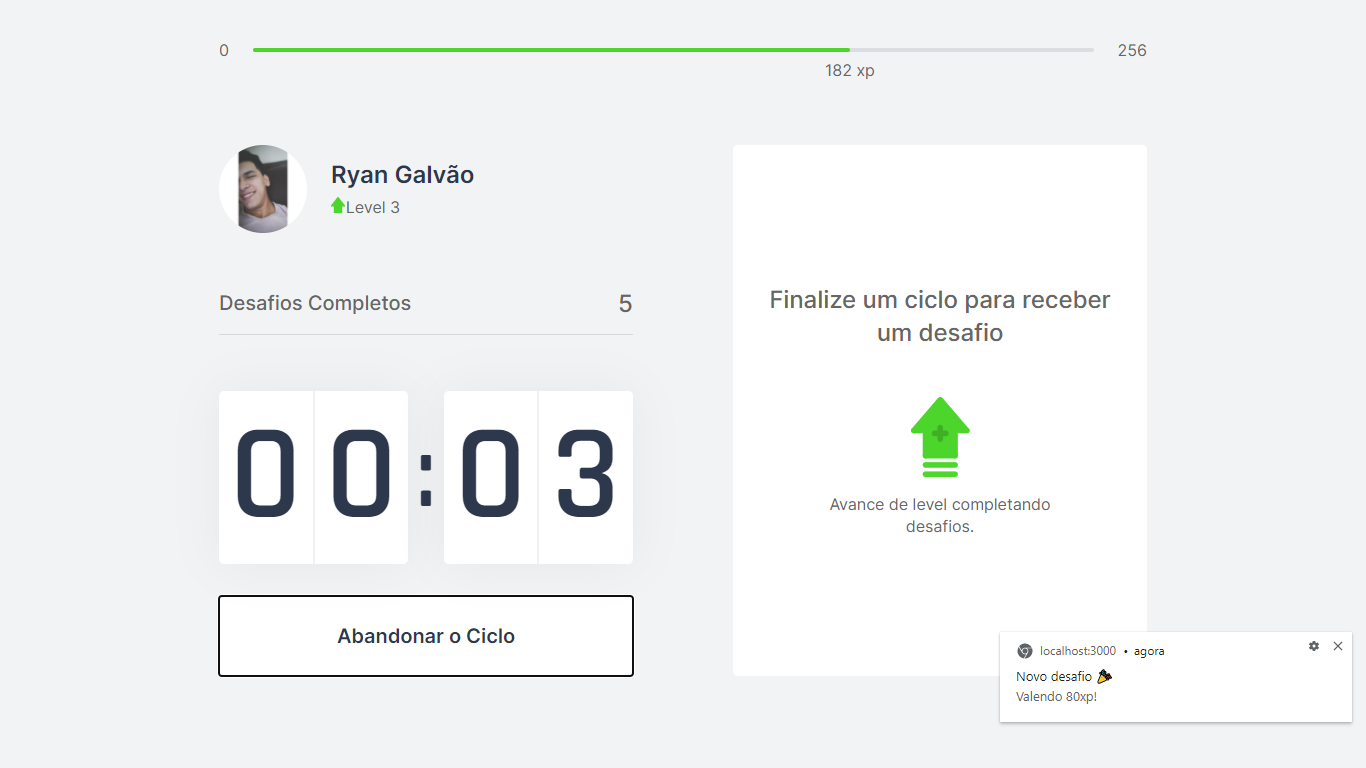 0
256
182 xp
Ryan Galvão
Level 3
Desafios Completos
5
00:03
Abandonar o Ciclo
Finalize um ciclo para receber
um desafio
Avance de level completando
desafios.
localhost:3000 • agora
Novo desafio 🎉
Valendo 80xp!